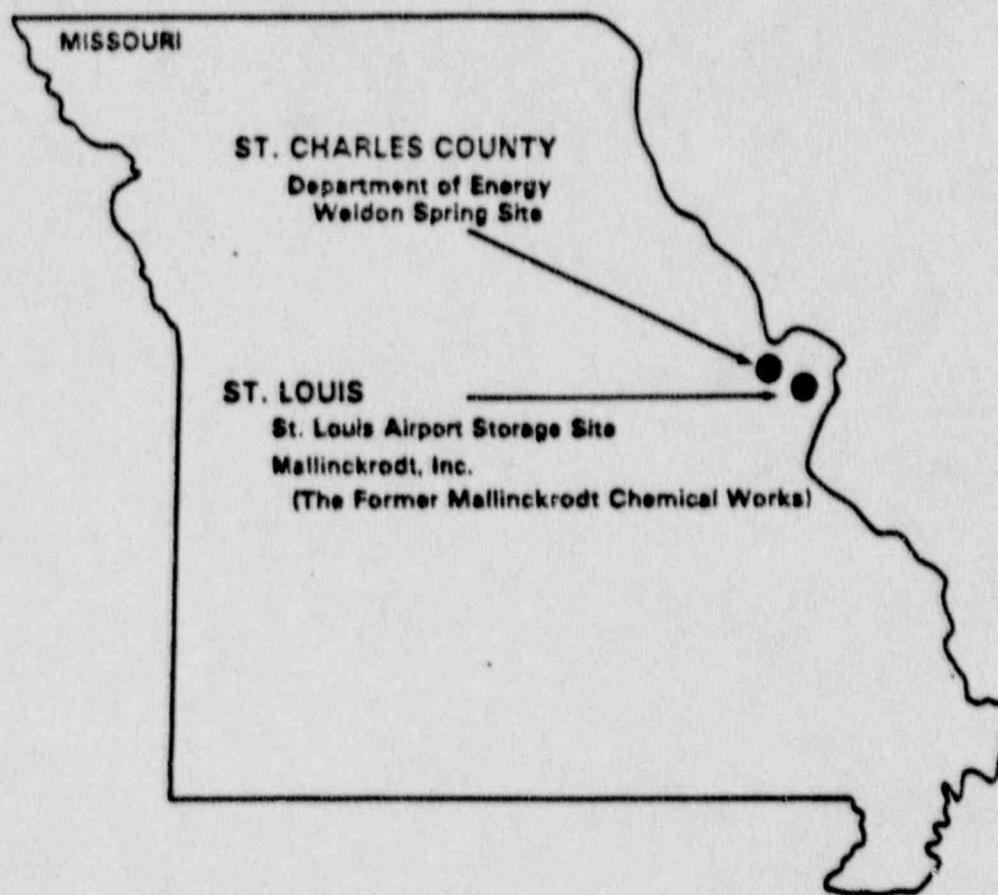 MISSOURI
ST. CHARLES COUNTY
Department of Energy
Weldon Spring Site
ST. LOUIS
St. Louis Airport Storage Site
Mallinckrodt, Inc.
(The Former Mallinckrodt Chemical Works)